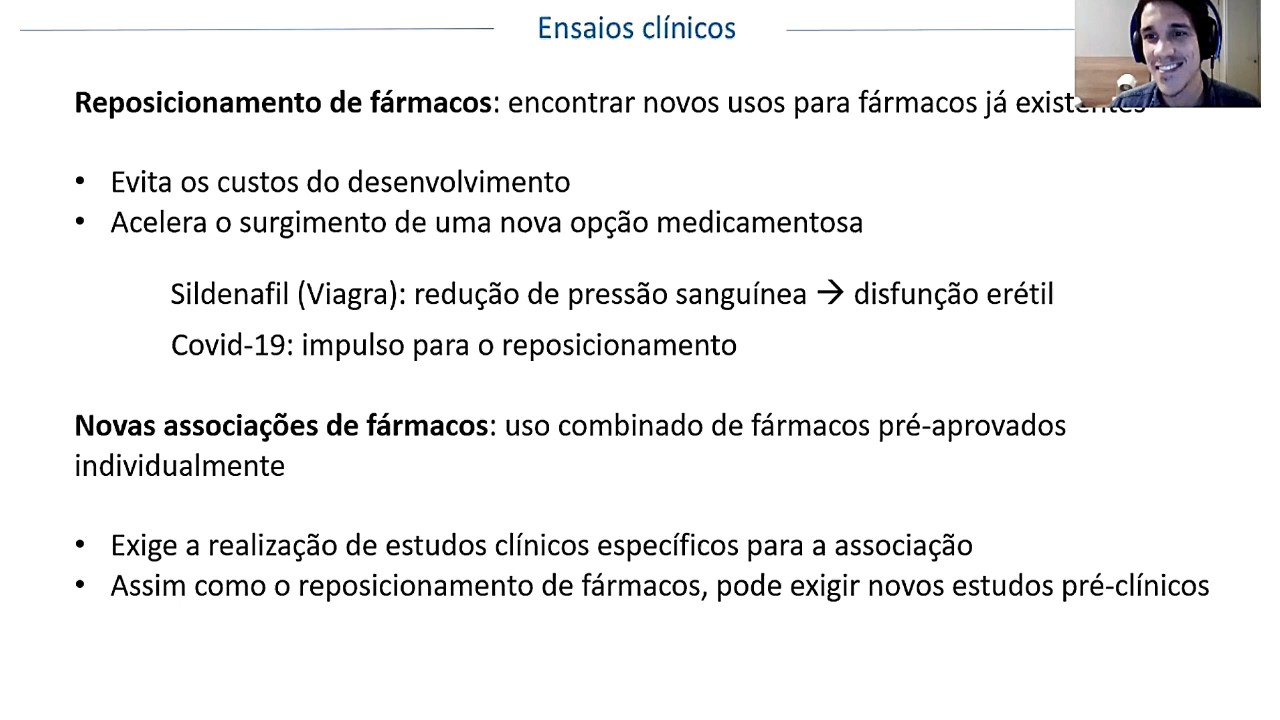 Ensaios clínicos
Reposicionamento de fármacos: encontrar novos usos para fármacos já existentes
• Evita os custos do desenvolvimento
• Acelera o surgimento de uma nova opção medicamentosa
Sildenafil (Viagra): redução de pressão sanguínea → disfunção erétil
Covid-19: impulso para o reposicionamento
Novas associações de fármacos: uso combinado de fármacos pré-aprovados
individualmente
• Exige a realização de estudos clínicos específicos para a associação
• Assim como o reposicionamento de fármacos, pode exigir novos estudos pré-clínicos